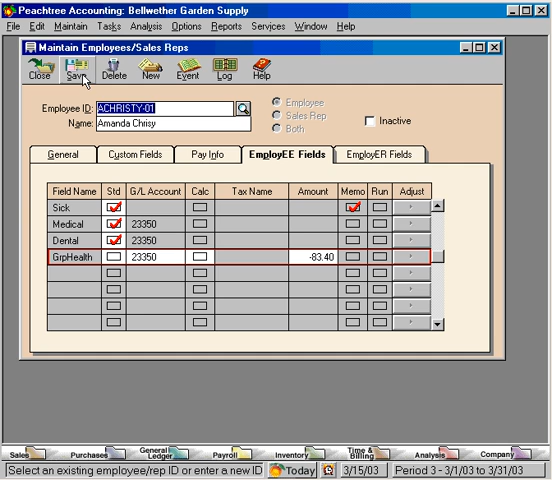 Peachtree Accounting: Bellwether Garden Supply
File Edit Maintain Tasks Analysis Options Reports Services Window Help
Maintain Employees/Sales Reps
Close Save Delete New Event Log Help
Employee ID: ACHRISTY-01
Name: Amanda Chrisy
Employee
Sales Rep
Both
Inactive
General Custom Fields Pay Info EmployEE Fields EmployER Fields
Field Name Std G/L Account Calc Tax Name Amount Memo Run Adjust
Sick
Medical 23350
Dental 23350
GrpHealth 23350 -83.40
Sales Purchases General Ledger Payroll Inventory Time & Billing Analysis Company
Select an existing employee/rep ID or enter a new ID Today 3/15/03 Period 3 - 3/1/03 to 3/31/03